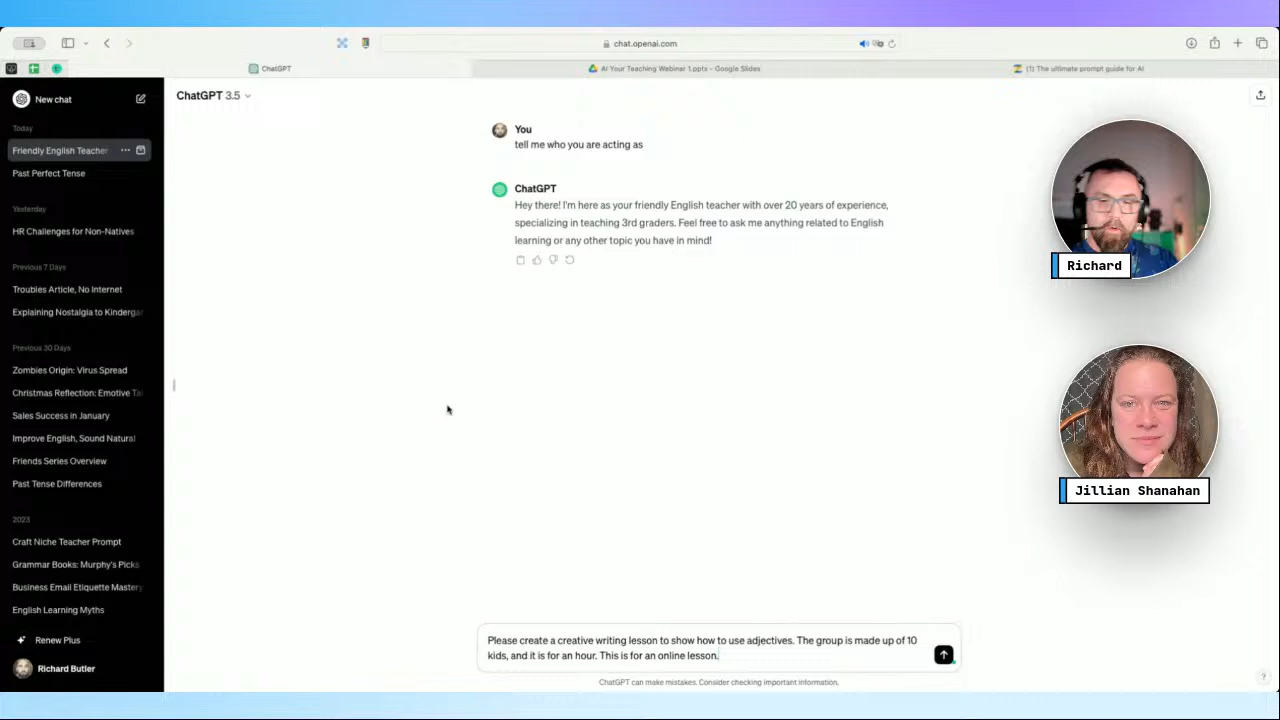 chat.openai.com
ChatGPT
AI Your Teaching Webinar 1.pptx - Google Slides
(1) The ultimate prompt guide for AI
New chat
Today
Friendly English Teacher
Past Perfect Tense
Yesterday
HR Challenges for Non-Natives
Previous 7 Days
Troubles Article, No Internet
Explaining Nostalgia to Kindergar
Previous 30 Days
Zombies Origin: Virus Spread
Christmas Reflection: Emotive Tal
Sales Success in January
Improve English, Sound Natural
Friends Series Overview
Past Tense Differences
2023
Craft Niche Teacher Prompt
Grammar Books: Murphy's Picks
Business Email Etiquette Mastery
English Learning Myths
Renew Plus
Richard Butler
ChatGPT 3.5
You
tell me who you are acting as
ChatGPT
Hey there! I'm here as your friendly English teacher with over 20 years of experience,
specializing in teaching 3rd graders. Feel free to ask me anything related to English
learning or any other topic you have in mind!
Please create a creative writing lesson to show how to use adjectives. The group is made up of 10
kids, and it is for an hour. This is for an online lesson.
ChatGPT can make mistakes. Consider checking important information.
Richard
Jillian Shanahan